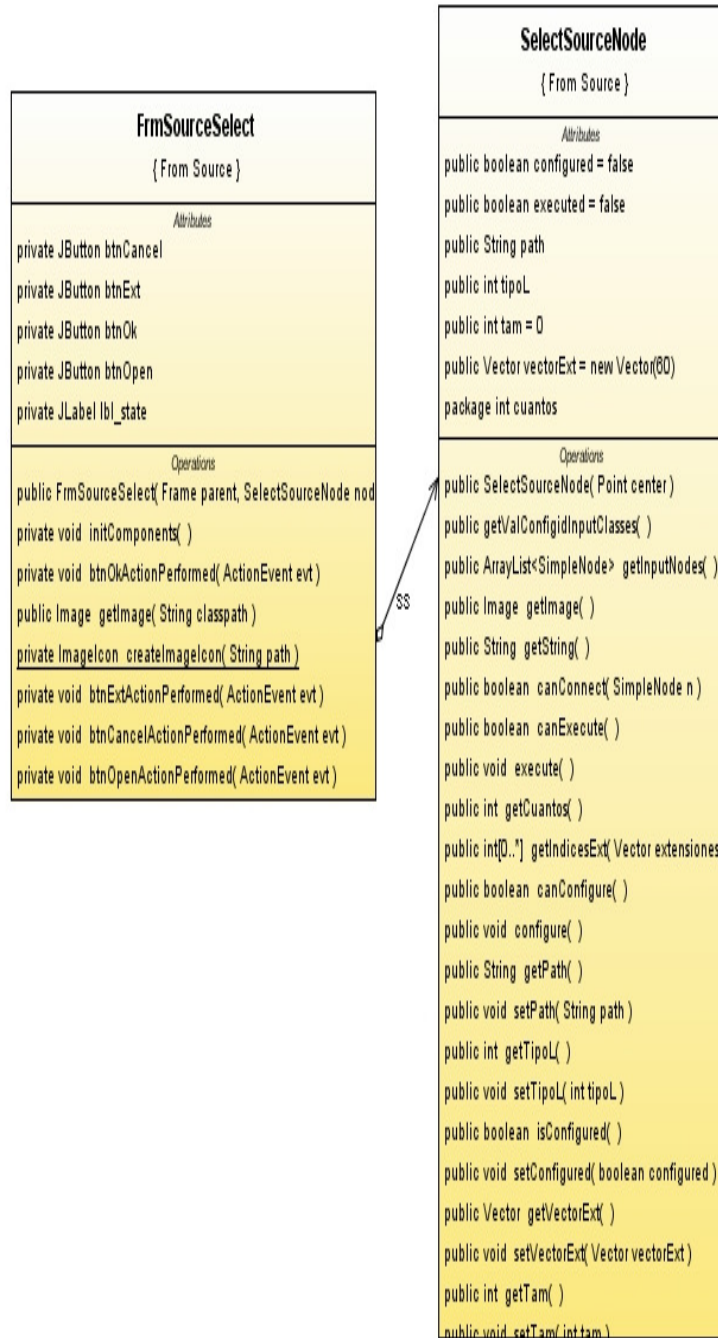 FrmSourceSelect
{ From Source }
Attributes
private JButton btnCancel
private JButton btnExt
private JButton btnOk
private JButton btnOpen
private JLabel lbl_state
Operations
public FrmSourceSelect( Frame parent, SelectSourceNode nod
private void initComponents( )
private void btnOkActionPerformed( ActionEvent evt )
public Image getImage( String classpath )
private ImageIcon createImageIcon( String path )
private void btnExtActionPerformed( ActionEvent evt )
private void btnCancelActionPerformed( ActionEvent evt )
private void btnOpenActionPerformed( ActionEvent evt )
ss
SelectSourceNode
{ From Source }
Attributes
public boolean configured = false
public boolean executed = false
public String path
public int tipoL
public int tam = 0
public Vector vectorExt = new Vector(60)
package int cuantos
Operations
public SelectSourceNode( Point center )
public getValConfigidInputClasses( )
public ArrayList<SimpleNode> getInputNodes( )
public Image getImage( )
public String getString( )
public boolean canConnect( SimpleNode n )
public boolean canExecute( )
public void execute( )
public int getCuantos( )
public int[0..*] getIndicesExt( Vector extensiones
public boolean canConfigure( )
public void configure( )
public String getPath( )
public void setPath( String path )
public int getTipoL( )
public void setTipoL( int tipoL )
public boolean isConfigured( )
public void setConfigured( boolean configured )
public Vector getVectorExt( )
public void setVectorExt( Vector vectorExt )
public int getTam( )
public void setTam( int tam )